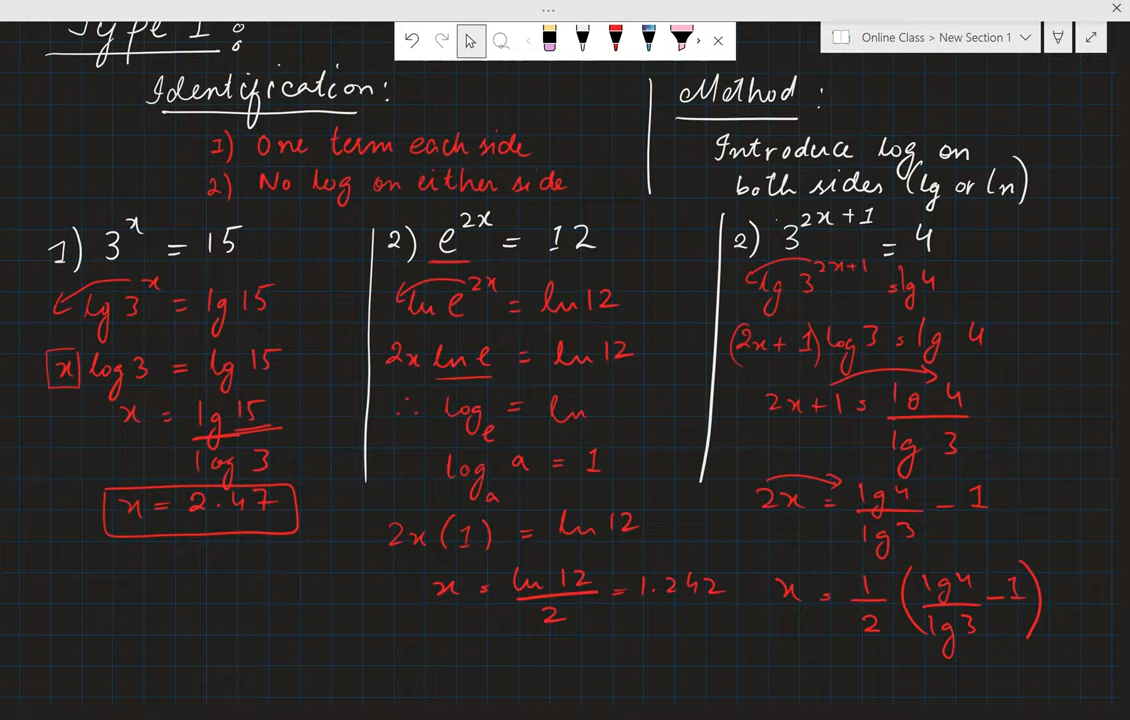 Online Class > New Section 1
Type 1 :
Identification :
1) One term each side
2) No log on either side
Method :
Introduce log on
both sides (lg or ln)
1) 3^x = 15
lg 3^x = lg 15
x log 3 = lg 15
x = lg 15 / log 3
x = 2.47
2) e^2x = 12
ln e^2x = ln 12
2x ln e = ln 12
∴ log_e = ln
log_a a = 1
2x (1) = ln 12
x = ln 12 / 2 = 1.242
2) 3^2x+1 = 4
lg 3^2x+1 = lg 4
(2x + 1) log 3 = lg 4
2x + 1 = log 4 / lg 3
2x = lg 4 / lg 3 - 1
x = 1/2 (lg 4 / lg 3 - 1)